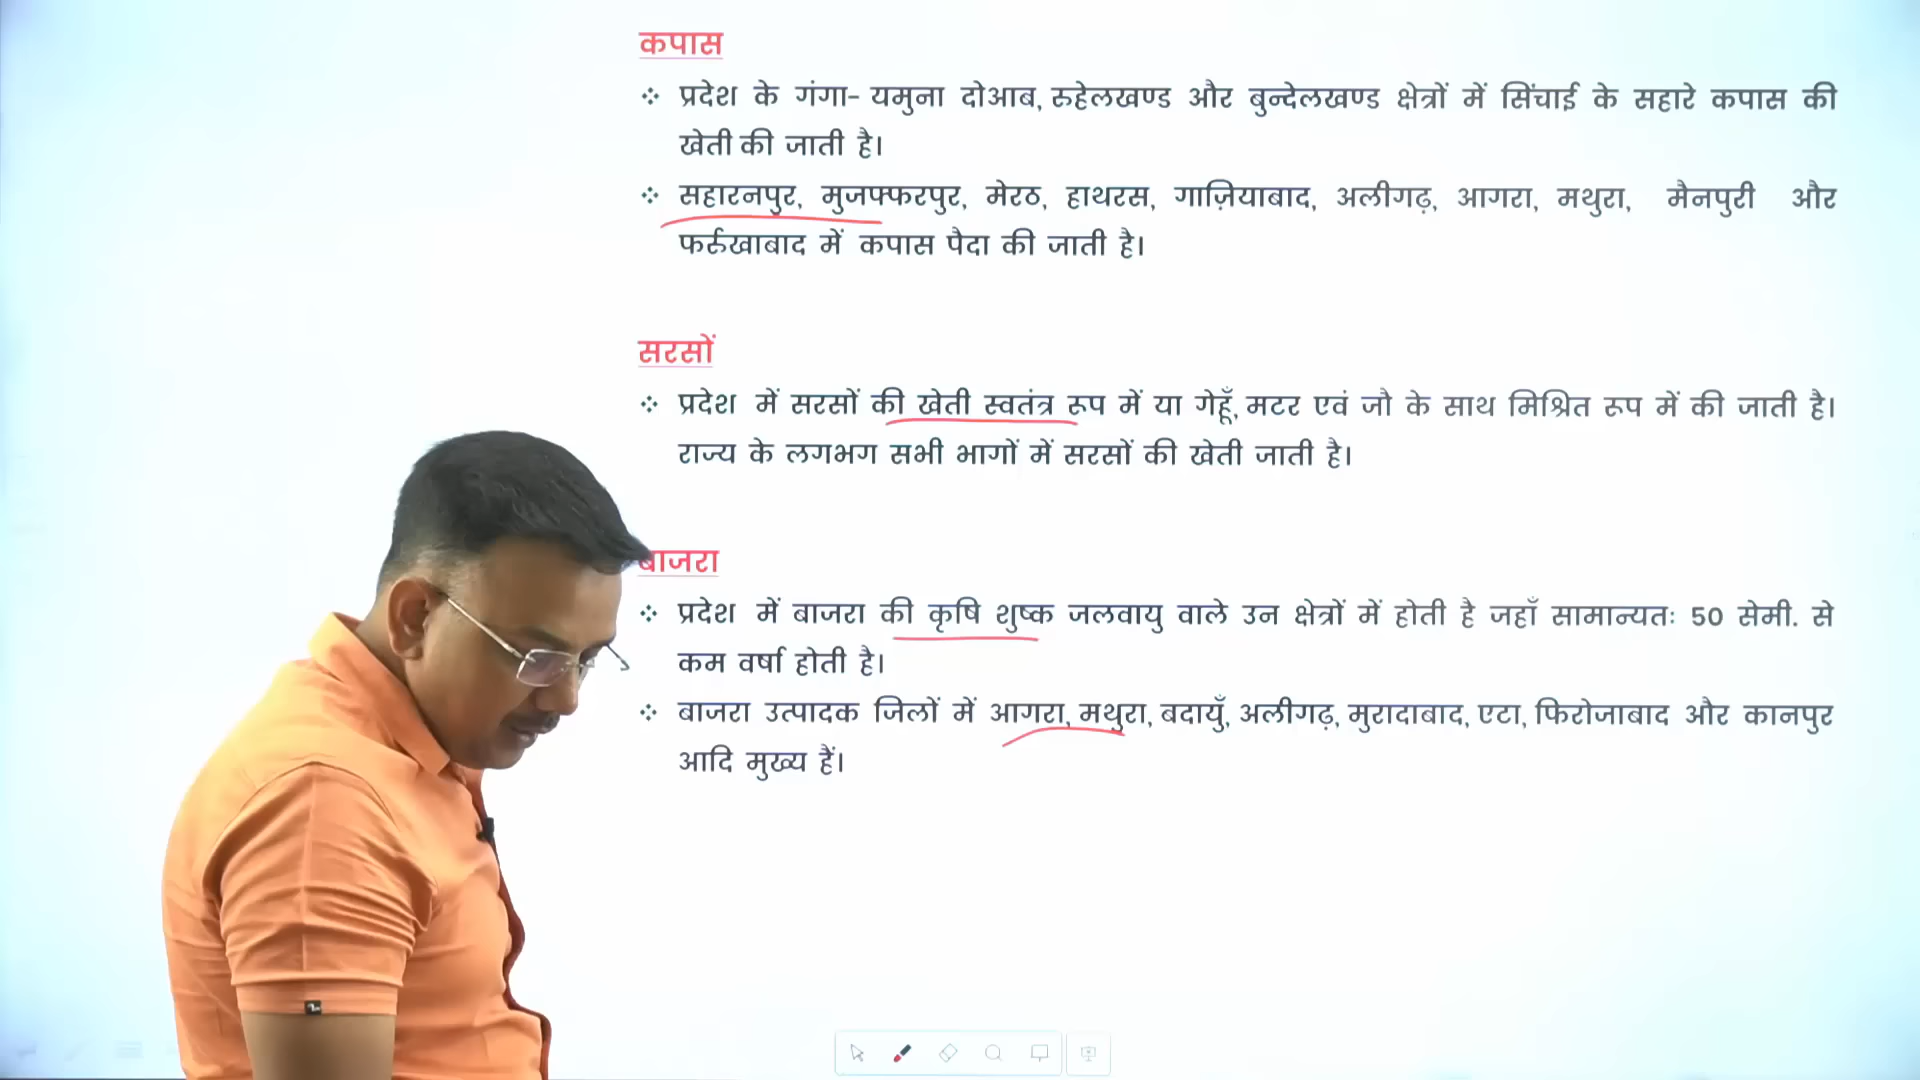 कपास
प्रदेश के गंगा- यमुना दोआब, रुहेलखण्ड और बुन्देलखण्ड क्षेत्रों में सिंचाई के सहारे कपास की
खेती की जाती है।
सहारनपुर, मुजफ्फरपुर, मेरठ, हाथरस, गाज़ियाबाद, अलीगढ़, आगरा, मथुरा, मैनपुरी और
फर्रुखाबाद में कपास पैदा की जाती है।
सरसों
प्रदेश में सरसों की खेती स्वतंत्र रूप में या गेहूँ, मटर एवं जौ के साथ मिश्रित रूप में की जाती है।
राज्य के लगभग सभी भागों में सरसों की खेती जाती है।
बाजरा
प्रदेश में बाजरा की कृषि शुष्क जलवायु वाले उन क्षेत्रों में होती है जहाँ सामान्यतः 50 सेमी. से
कम वर्षा होती है।
बाजरा उत्पादक जिलों में आगरा, मथुरा, बदायुँ, अलीगढ़, मुरादाबाद, एटा, फिरोजाबाद और कानपुर
आदि मुख्य हैं।